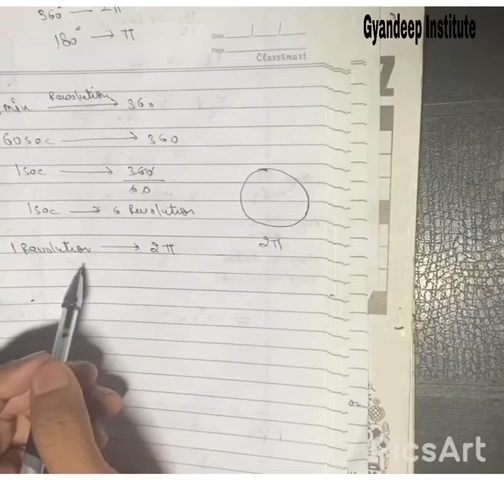 Gyandeep Institute
360° — 2π
180° → π
Date
Page
ClassMate
min Revolution → 360
60sec → 360
1sec → 360/60
1sec → 6 Revolution
1 Revolution → 2π
2π
PicsArt